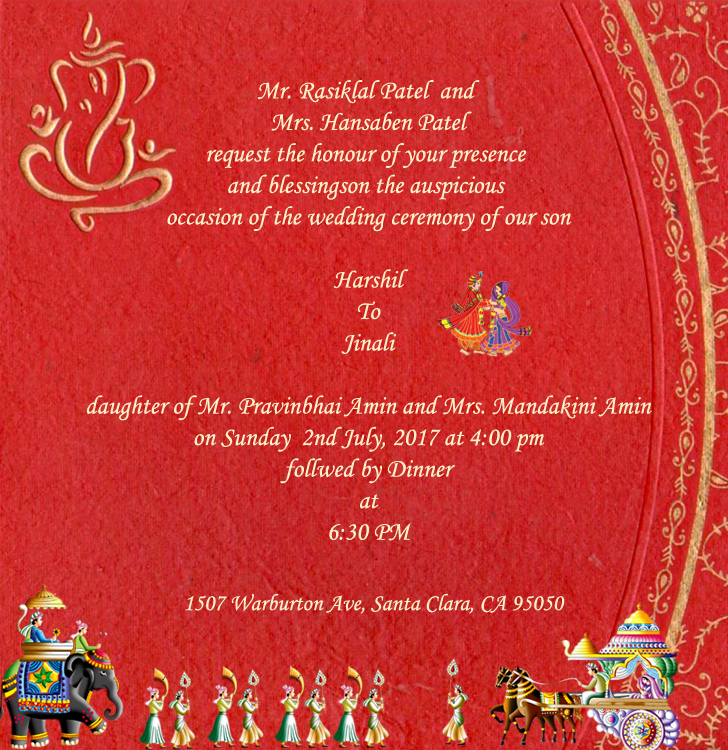 Mr. Rasiklal Patel  and
Mrs. Hansaben Patel
request the honour of your presence
and blessingson the auspicious
occasion of the wedding ceremony of our son
Harshil
To
Jinali
daughter of Mr. Pravinbhai Amin and Mrs. Mandakini Amin
on Sunday  2nd July, 2017 at 4:00 pm
follwed by Dinner
at
6:30 PM
1507 Warburton Ave, Santa Clara, CA 95050